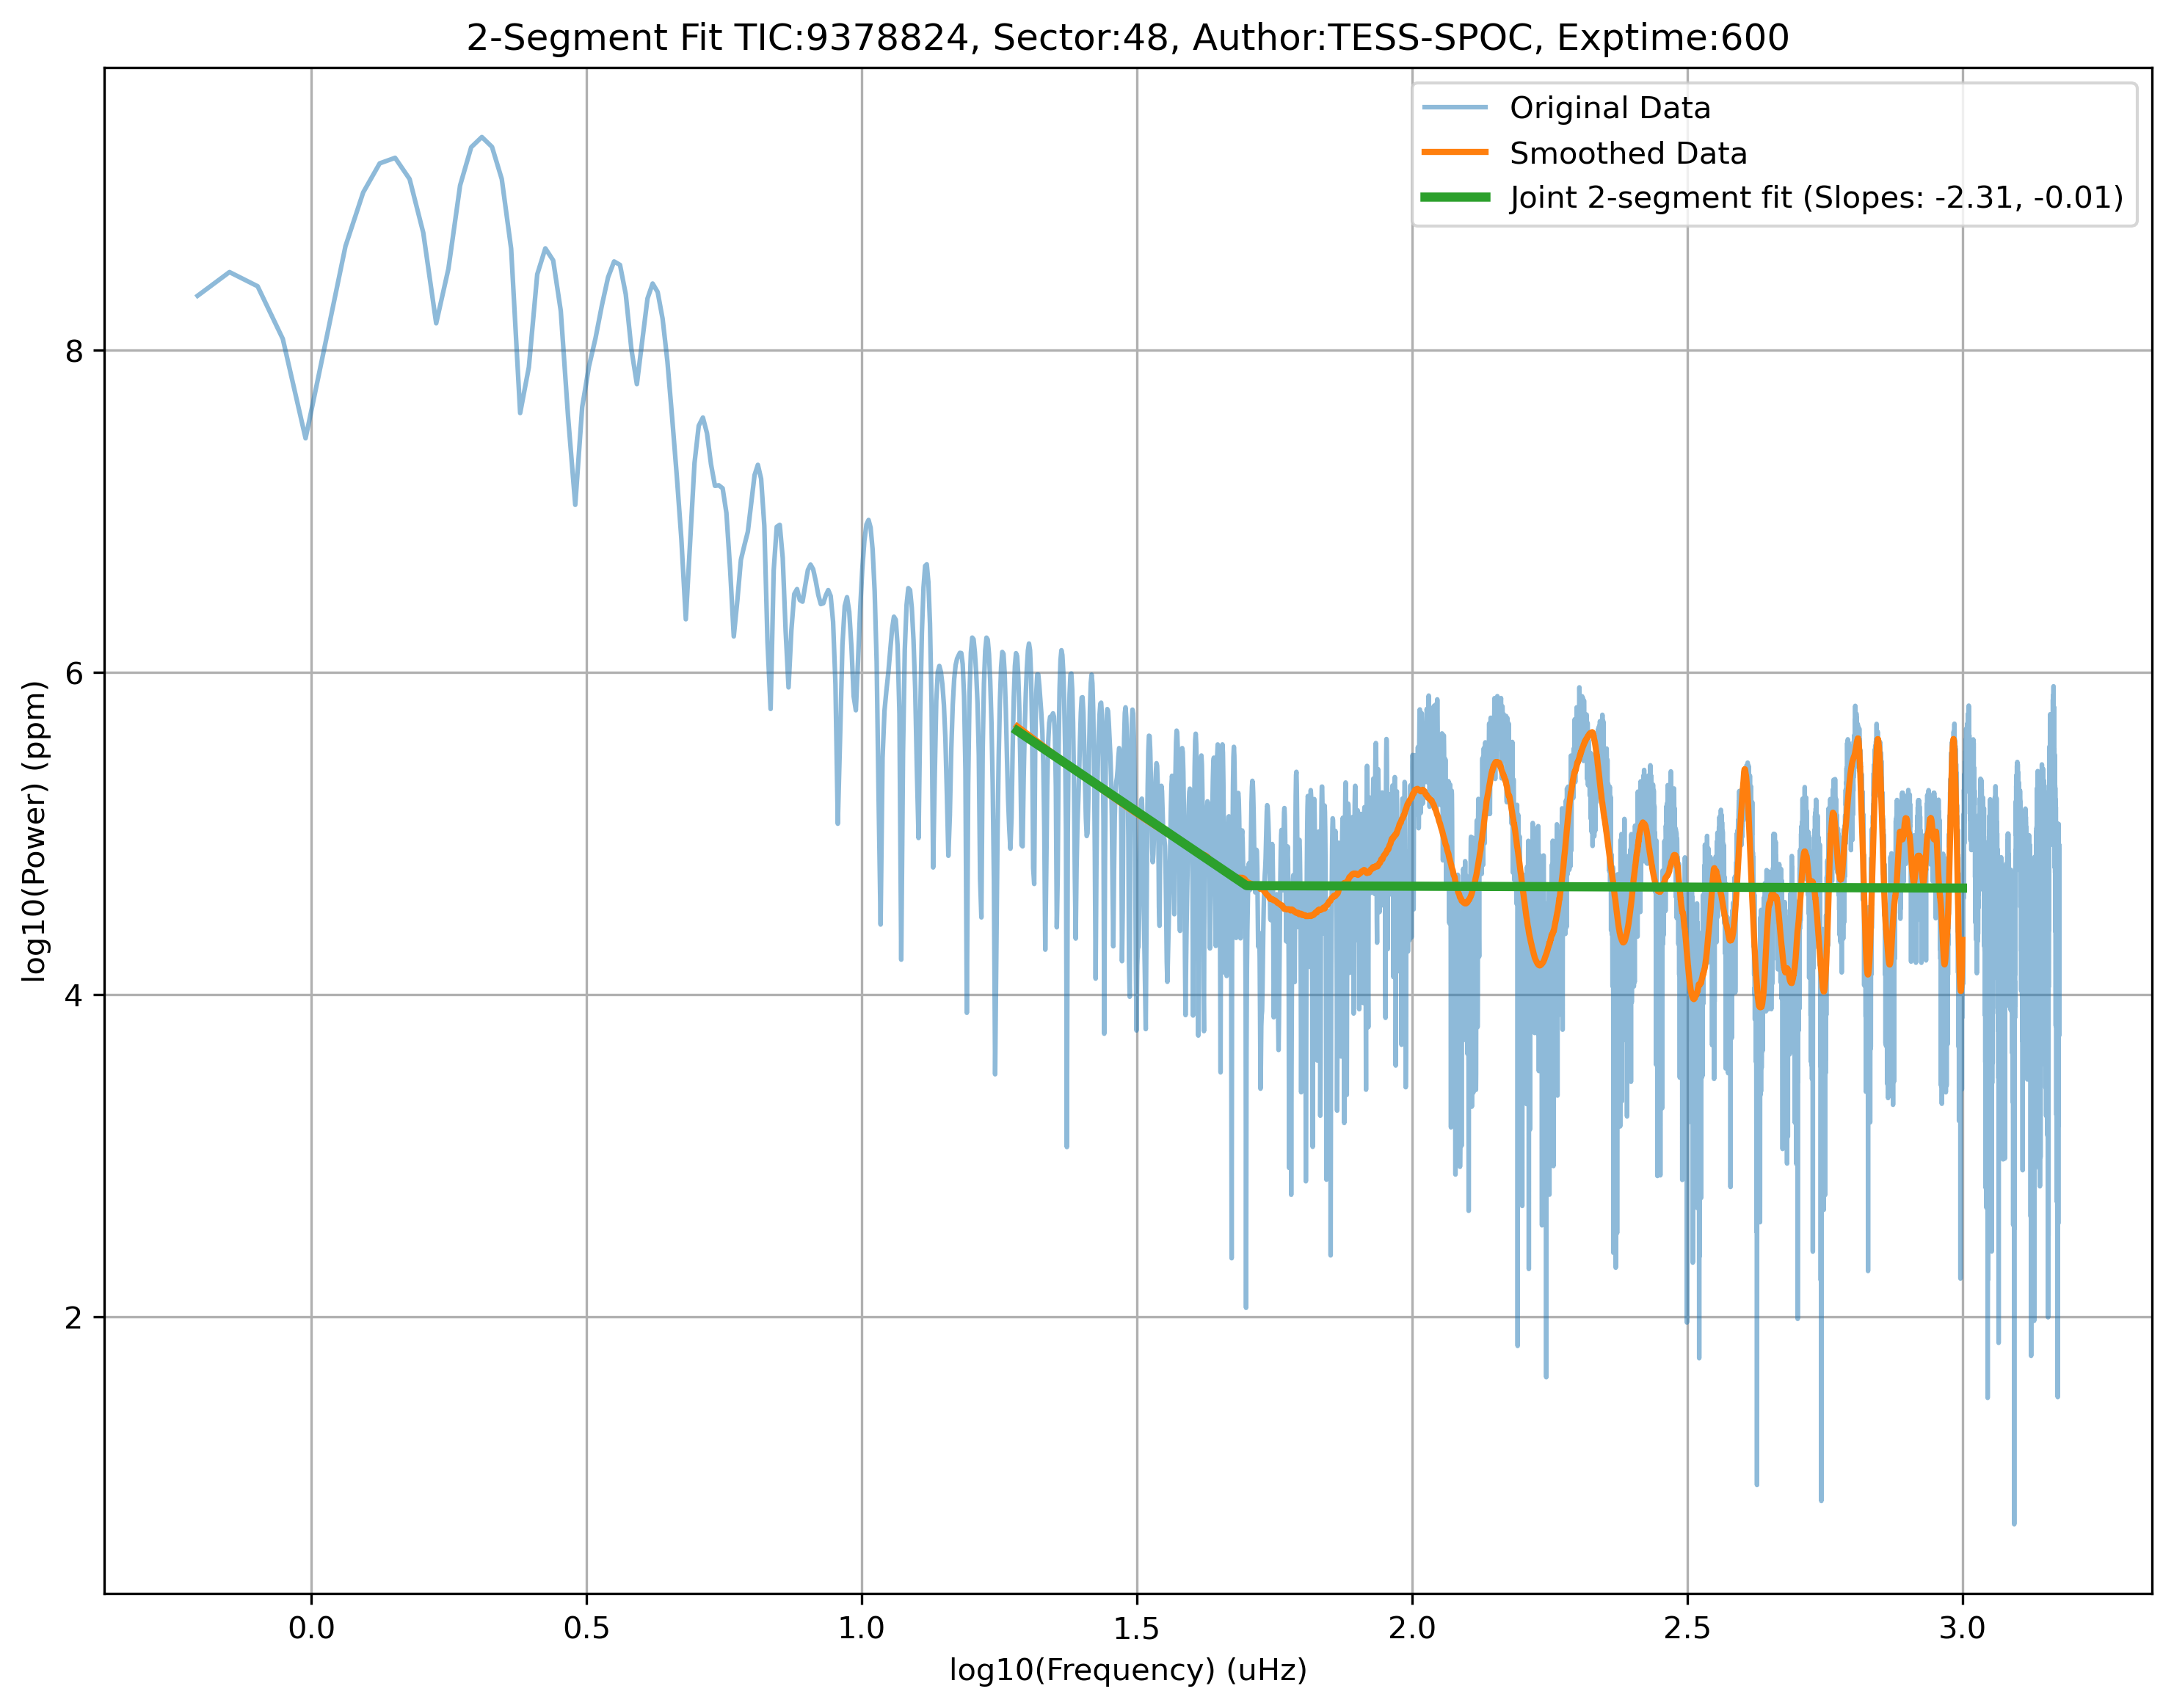 2-Segment Fit TIC:9378824, Sector:48, Author:TESS-SPOC, Exptime:600
Original Data
Smoothed Data
Joint 2-segment fit (Slopes: -2.31, -0.01)
log10(Power) (ppm)
8
6
4
2
0.0
0.5
1.0
1.5
2.0
2.5
3.0
log10(Frequency) (uHz)